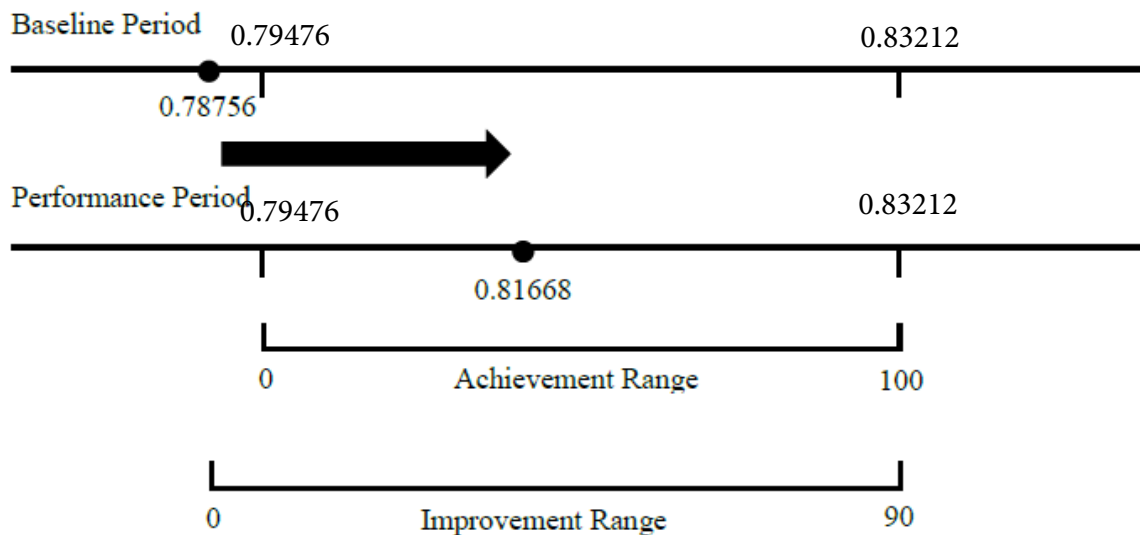 Baseline Period
0.79476
0.83212
0.78756
Performance Period
0.79476
0.83212
0.81668
0
Achievement Range
100
0
Improvement Range
90